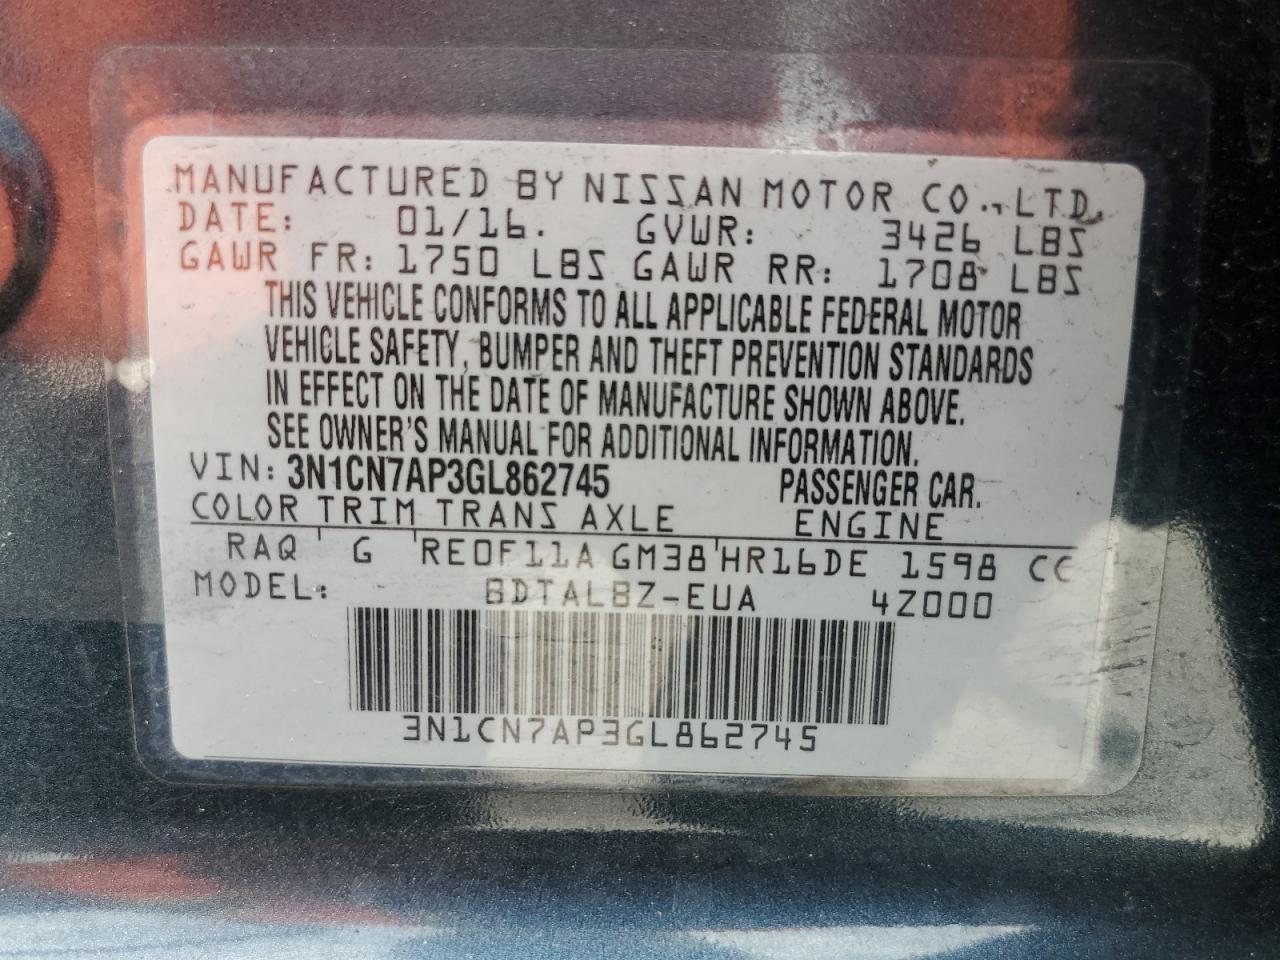 MANUFACTURED BY NISSAN MOTOR CO., LTD.
DATE: 01/16. GVWR: 3426 LBS
GAWR FR: 1750 LBS GAWR RR: 1708 LBS
THIS VEHICLE CONFORMS TO ALL APPLICABLE FEDERAL MOTOR
VEHICLE SAFETY, BUMPER AND THEFT PREVENTION STANDARDS
IN EFFECT ON THE DATE OF MANUFACTURE SHOWN ABOVE.
SEE OWNER'S MANUAL FOR ADDITIONAL INFORMATION.
VIN: 3N1CN7AP3GL862745 PASSENGER CAR.
COLOR TRIM TRANS AXLE ENGINE
RAQ G RE0F11A GM38 HR16DE 1598 CC
MODEL: BDTALBZ-EUA 4Z000
3N1CN7AP3GL862745